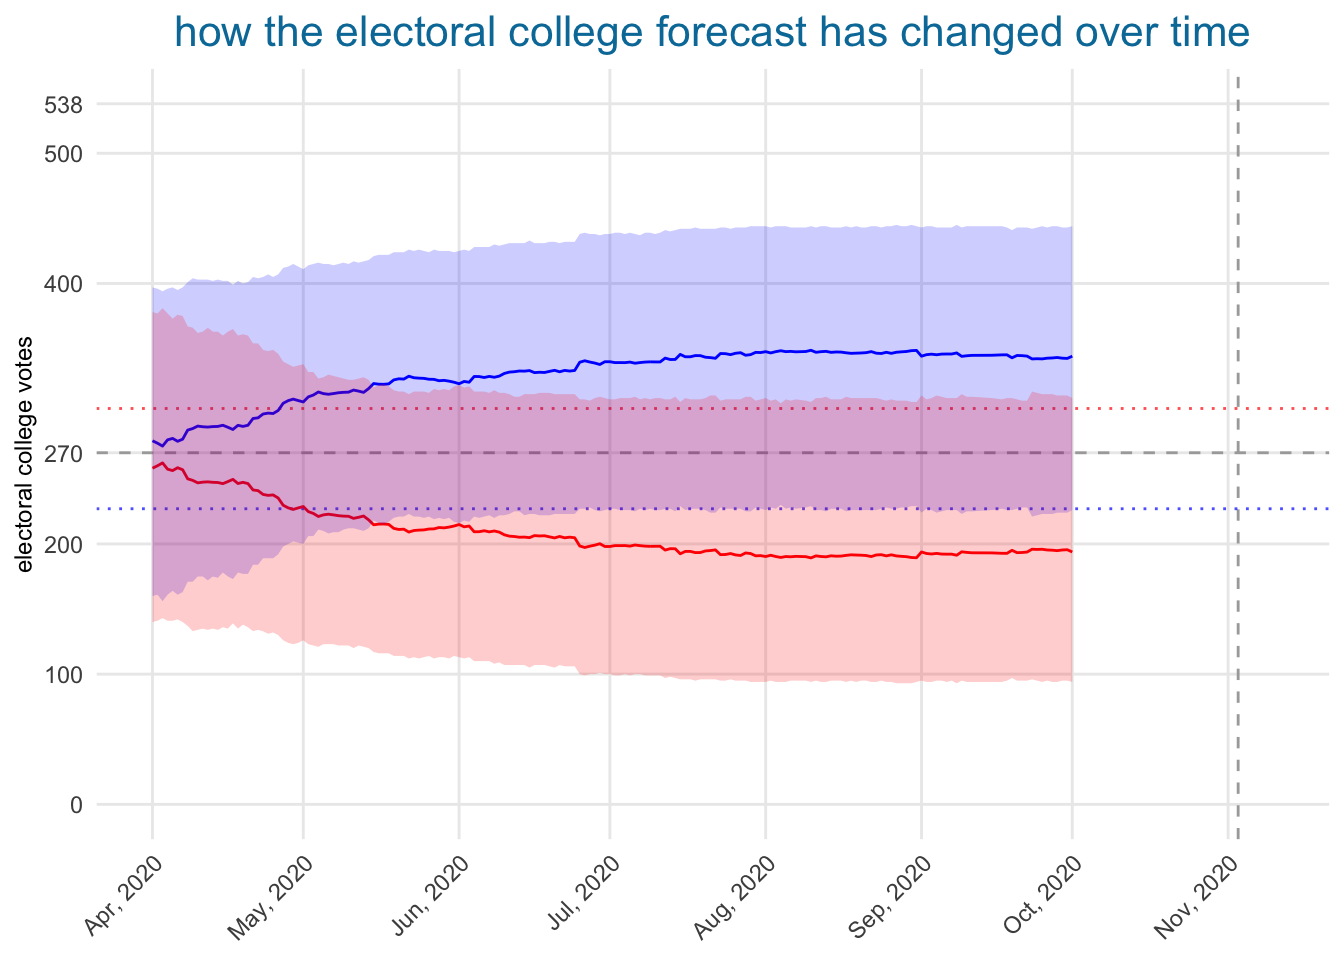 how the electoral college forecast has changed over time
538
500
400
270
200
100
0
electoral college votes
Apr, 2020
May, 2020
Jun, 2020
Jul, 2020
Aug, 2020
Sep, 2020
Oct, 2020
Nov, 2020